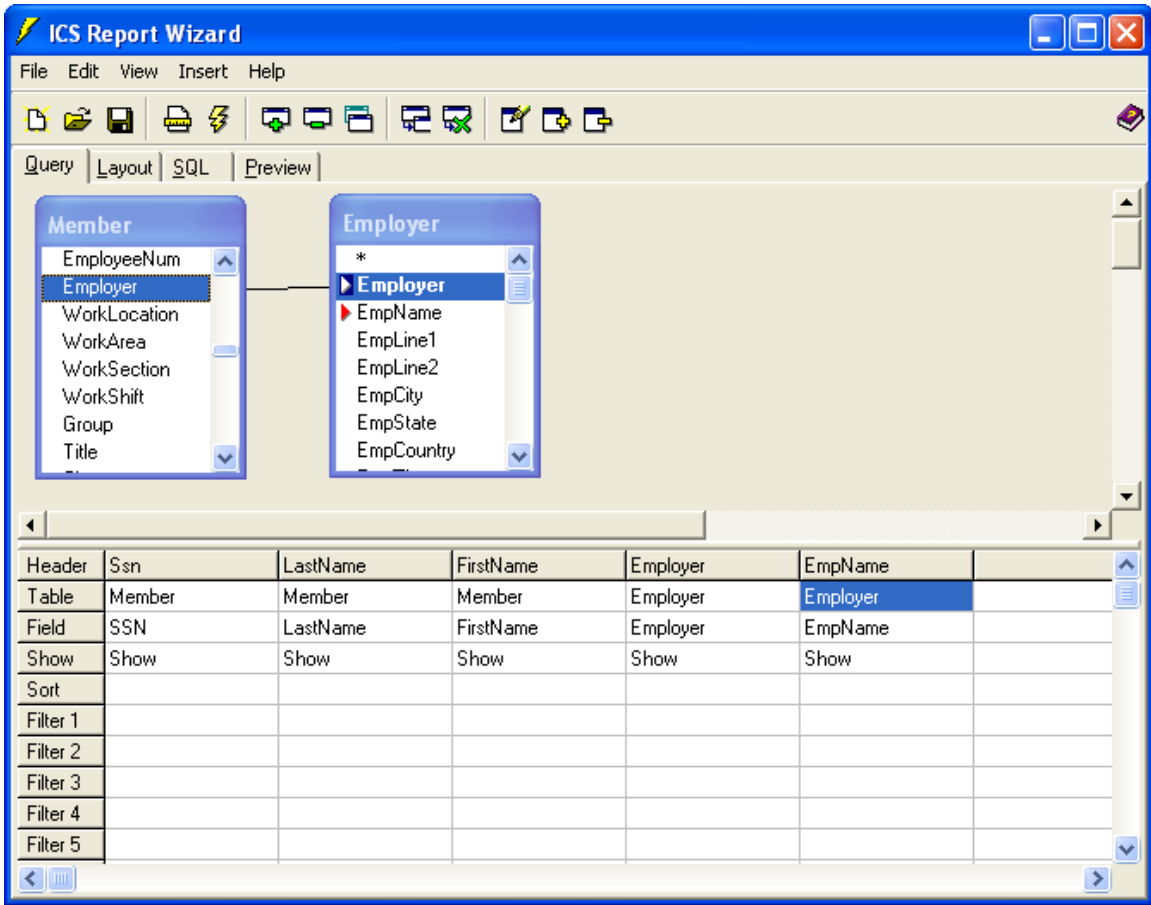 ICS Report Wizard
File Edit View Insert Help
Query Layout SQL Preview
Member
EmployeeNum
Employer
WorkLocation
WorkArea
WorkSection
WorkShift
Group
Title
Employer
*
Employer
EmpName
EmpLine1
EmpLine2
EmpCity
EmpState
EmpCountry
Header Ssn LastName FirstName Employer EmpName
Table Member Member Member Employer Employer
Field SSN LastName FirstName Employer EmpName
Show Show Show Show Show Show
Sort
Filter 1
Filter 2
Filter 3
Filter 4
Filter 5